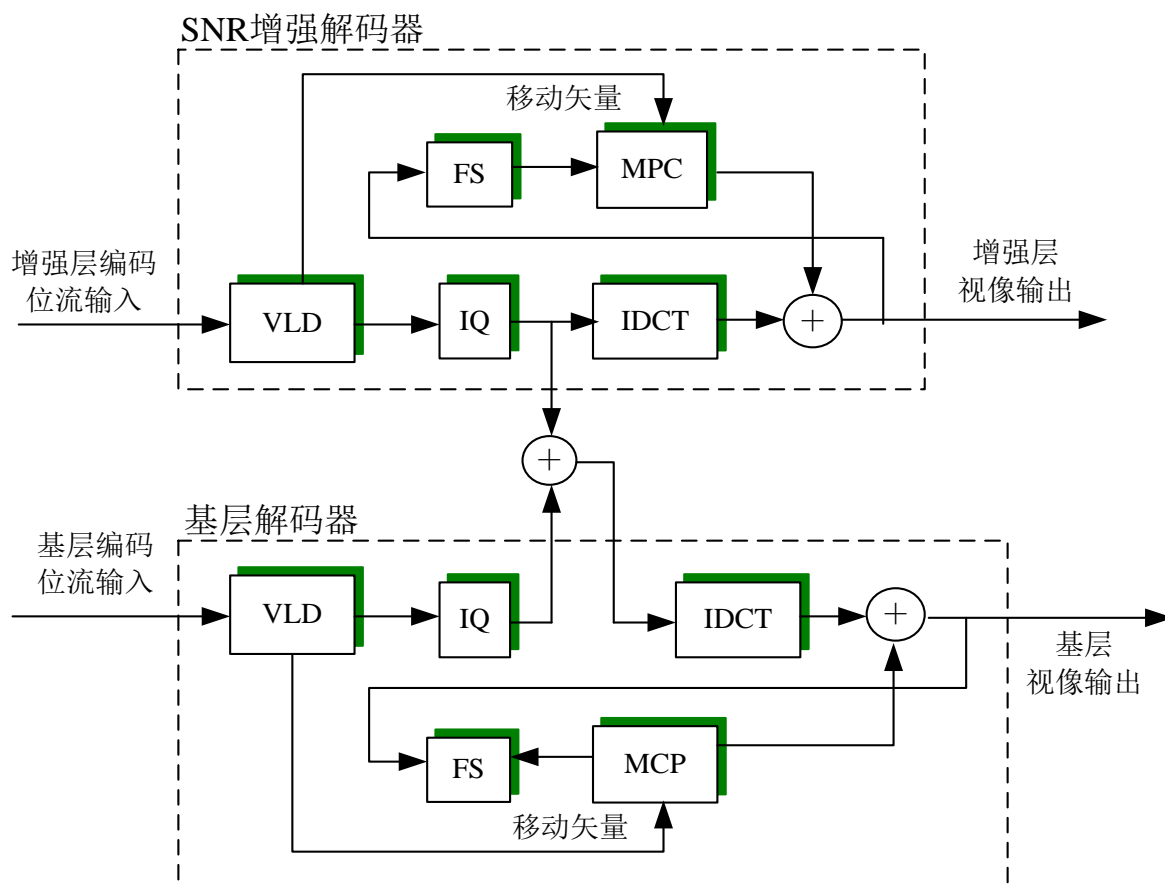 SNR增强解码器
移动矢量
FS
MPC
增强层编码
位流输入
VLD
IQ
IDCT
+
增强层
视像输出
+
基层解码器
基层编码
位流输入
VLD
IQ
IDCT
+
基层
视像输出
FS
MCP
移动矢量